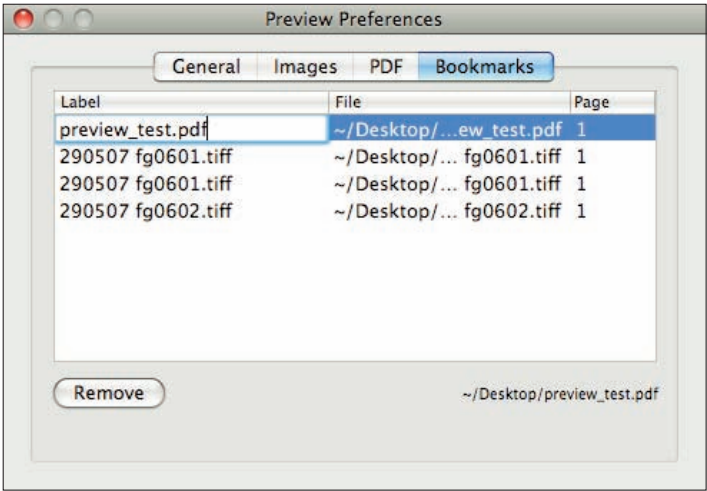 Preview Preferences
General Images PDF Bookmarks
Label File Page
preview_test.pdf ~/Desktop/...ew_test.pdf 1
290507 fg0601.tiff ~/Desktop/... fg0601.tiff 1
290507 fg0601.tiff ~/Desktop/... fg0601.tiff 1
290507 fg0602.tiff ~/Desktop/... fg0602.tiff 1
Remove ~/Desktop/preview_test.pdf